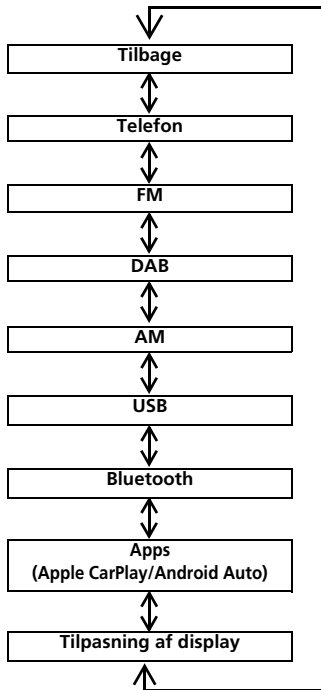 Tilbage
Telefon
FM
DAB
AM
USB
Bluetooth
Apps
(Apple CarPlay/Android Auto)
Tilpasning af display